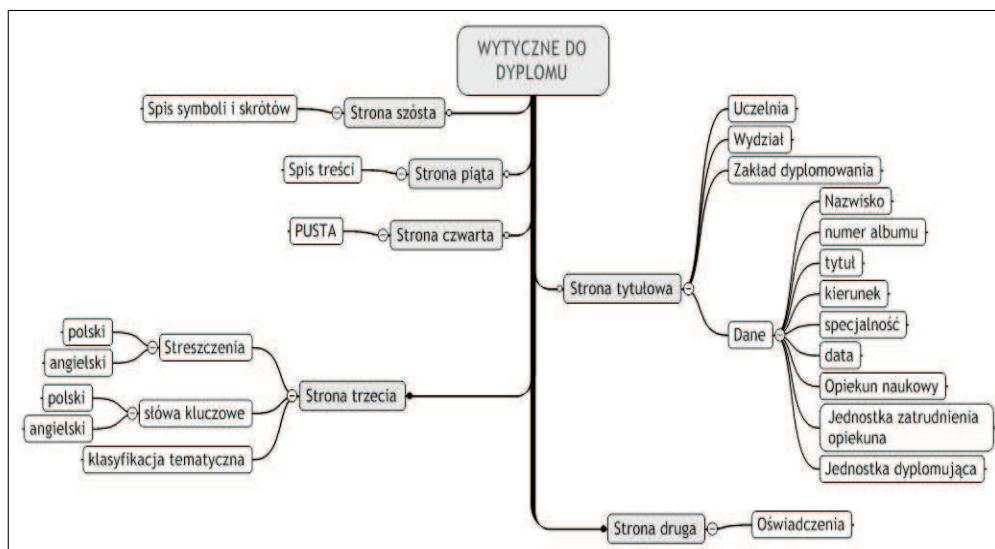 WYTYCZNE DO
DYPLOMU
Strona szósta
Spis symboli i skrótów
Strona piąta
Spis treści
Strona czwarta
PUSTA
Strona trzecia
Streszczenia
polski
angielski
słówa kluczowe
polski
angielski
klasyfikacja tematyczna
Strona tytułowa
Uczelnia
Wydział
Zakład dyplomowania
Dane
Nazwisko
numer albumu
tytuł
kierunek
specjalność
data
Opiekun naukowy
Jednostka zatrudnienia
opiekuna
Jednostka dyplomująca
Strona druga
Oświadczenia